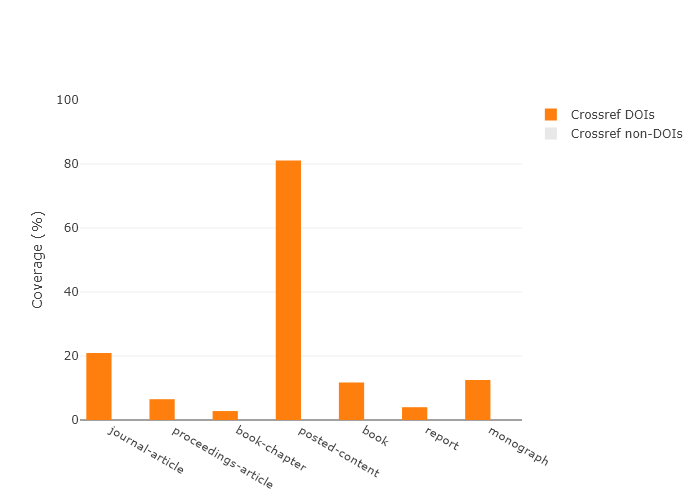 100
80
60
40
20
0
Coverage (%)
journal-article
proceedings-article
book-chapter
posted-content
book
report
monograph
Crossref DOIs
Crossref non-DOIs